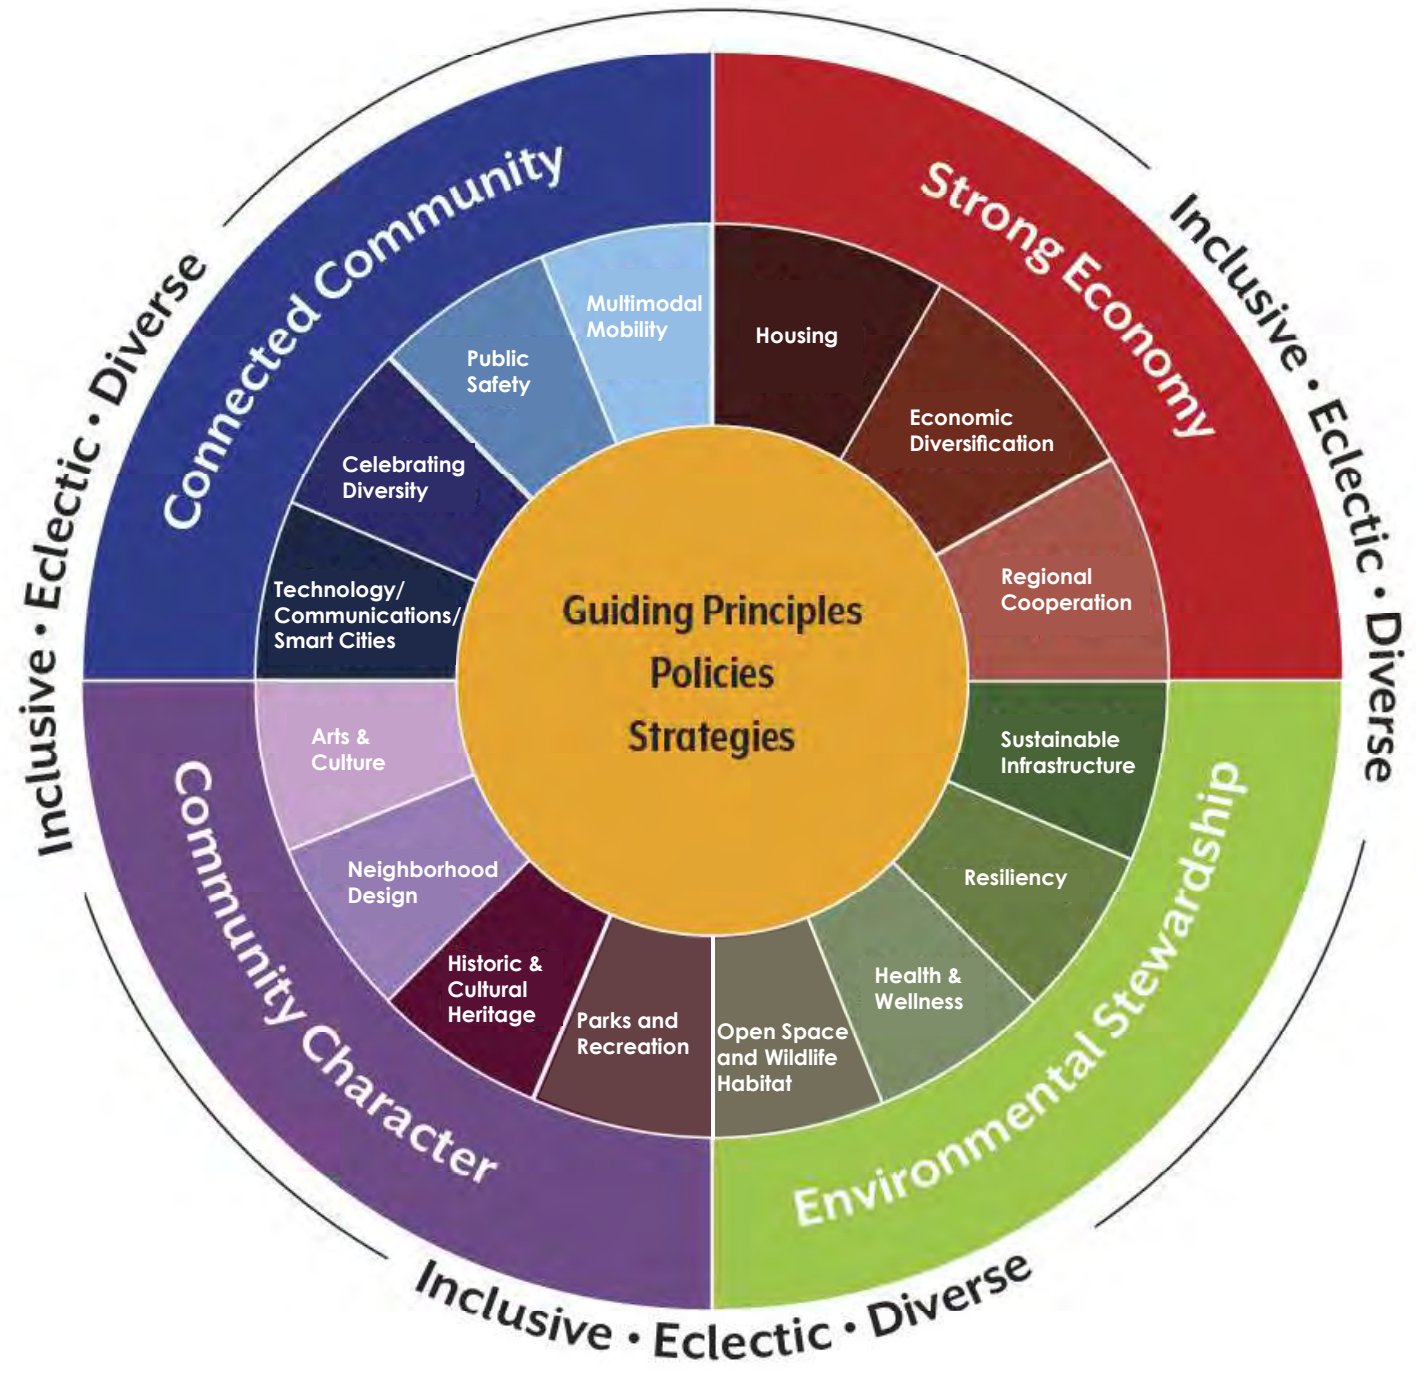 Inclusive • Eclectic • Diverse
Inclusive • Eclectic • Diverse
Connected Community
Strong Economy
Multimodal
Mobility
Public
Safety
Celebrating
Diversity
Technology/
Communications/
Smart Cities
Housing
Economic
Diversification
Regional
Cooperation
Guiding Principles
Policies
Strategies
Arts &
Culture
Neighborhood
Design
Historic &
Cultural
Heritage
Parks and
Recreation
Sustainable
Infrastructure
Resiliency
Health &
Wellness
Open Space
and Wildlife
Habitat
Community Character
Environmental Stewardship
Inclusive • Eclectic • Diverse